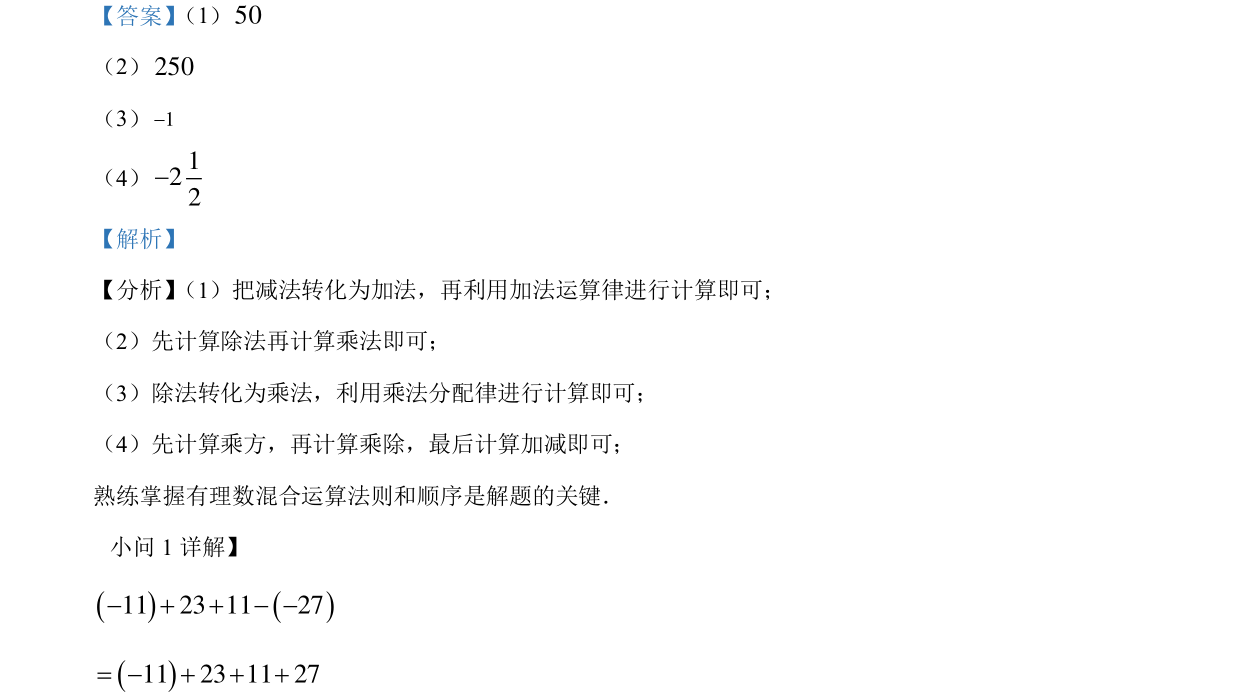 【答案】（1）50
（2）250
（3）−1
（4）−2 1/2
【解析】
【分析】（1）把减法转化为加法，再利用加法运算律进行计算即可；
（2）先计算除法再计算乘法即可；
（3）除法转化为乘法，利用乘法分配律进行计算即可；
（4）先计算乘方，再计算乘除，最后计算加减即可；
熟练掌握有理数混合运算法则和顺序是解题的关键．
小问 1 详解】
(−11)+23+11−(−27)
=(−11)+23+11+27